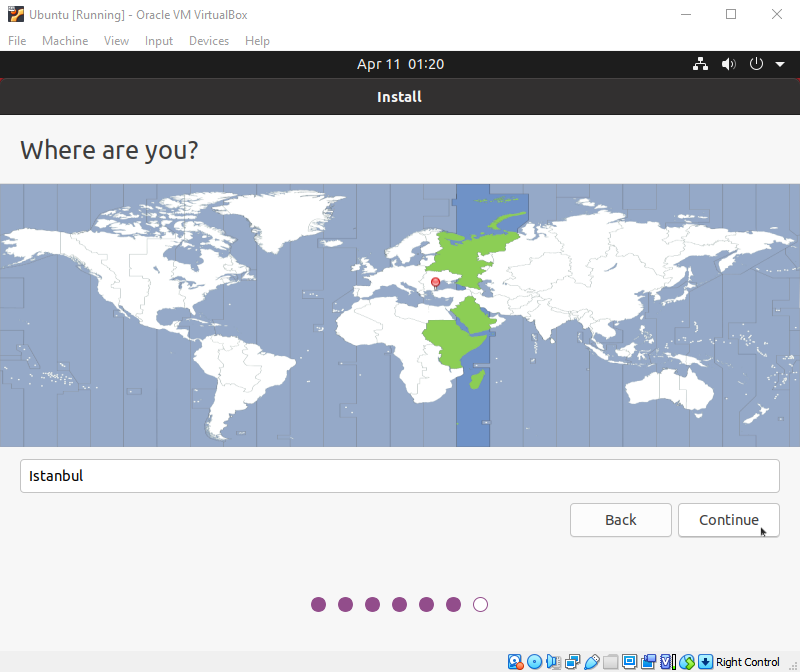 Ubuntu [Running] - Oracle VM VirtualBox
File Machine View Input Devices Help
Apr 11 01:20
Install
Where are you?
Istanbul
Back Continue
Right Control